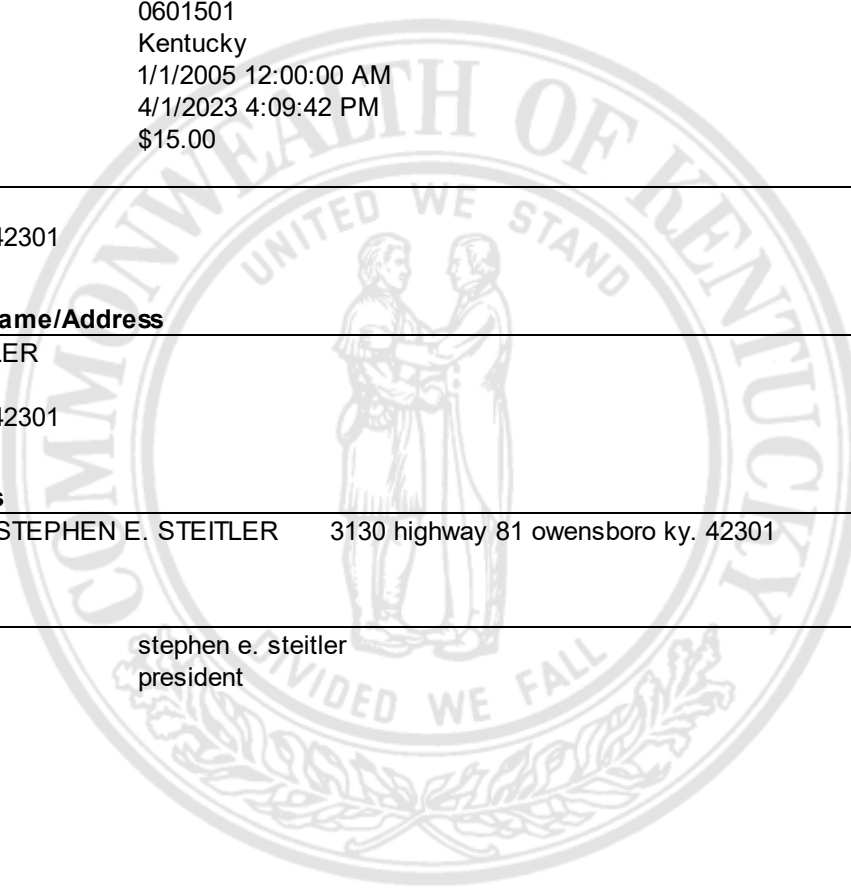 0601501
Kentucky
1/1/2005 12:00:00 AM
4/1/2023 4:09:42 PM
$15.00
42301
ame/Address
LER
42301
s
STEPHEN E. STEITLER 3130 highway 81 owensboro ky. 42301
stephen e. steitler
president
COMMONWEALTH OF KENTUCKY
UNITED WE STAND
DIVIDED WE FALL